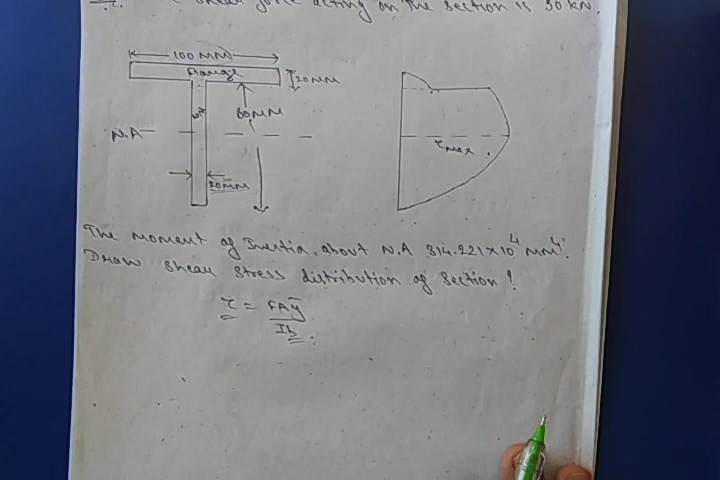 Shear force acting on the section is 50 kN.
100 MM
Flange
20 MM
80 MM
N.A
τmax
20 MM
The moment of Inertia about N.A 314.221×10⁴ MM⁴.
Draw shear stress distribution of section!
τ = FAȳ
Ib